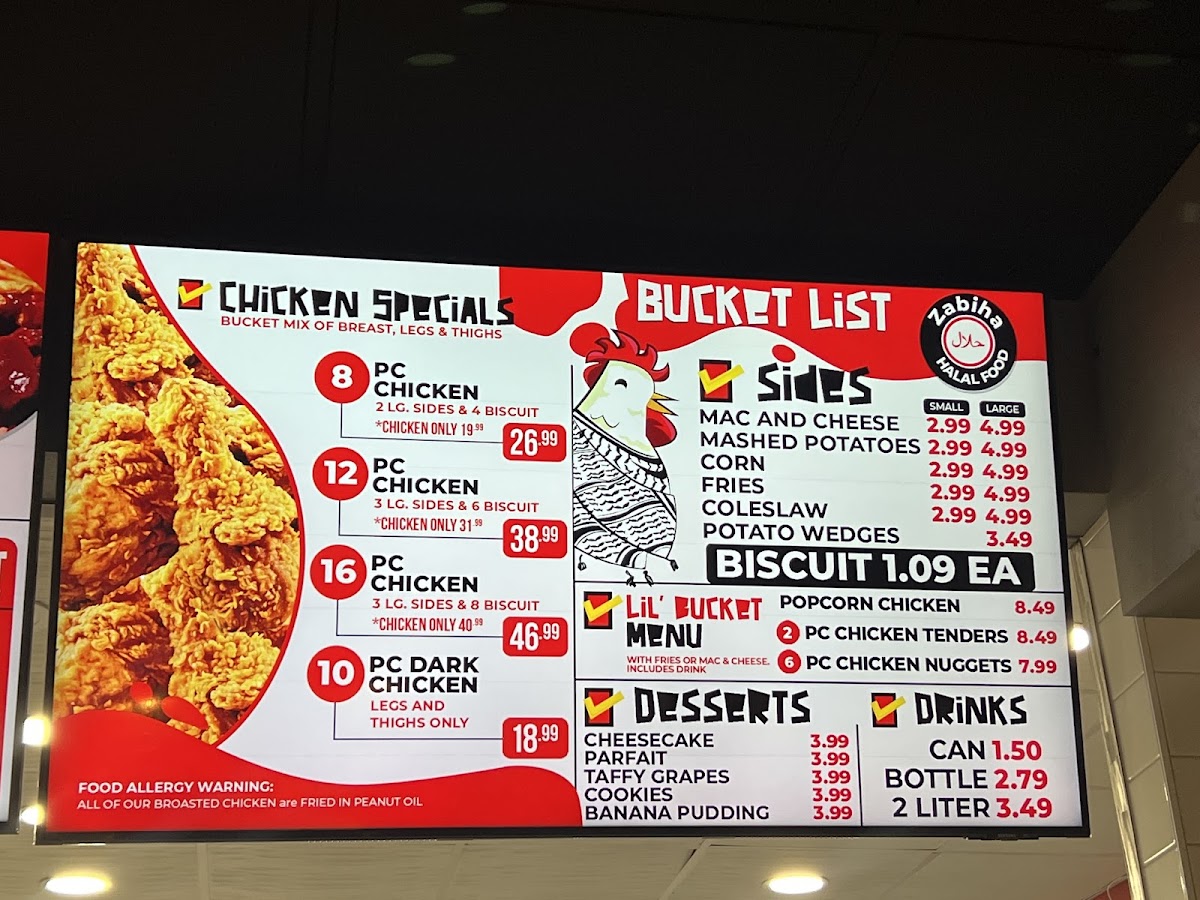 CHICKEN SPECIALS
BUCKET MIX OF BREAST, LEGS & THIGHS
8 PC
CHICKEN
2 LG. SIDES & 4 BISCUIT
*CHICKEN ONLY 19.99
26.99
12 PC
CHICKEN
3 LG. SIDES & 6 BISCUIT
*CHICKEN ONLY 31.99
38.99
16 PC
CHICKEN
3 LG. SIDES & 8 BISCUIT
*CHICKEN ONLY 40.99
46.99
10 PC DARK
CHICKEN
LEGS AND
THIGHS ONLY
18.99
FOOD ALLERGY WARNING:
ALL OF OUR BROASTED CHICKEN are FRIED IN PEANUT OIL
BUCKET LIST
Zabiha
حلال
HALAL FOOD
SIDES
SMALL LARGE
MAC AND CHEESE 2.99 4.99
MASHED POTATOES 2.99 4.99
CORN 2.99 4.99
FRIES 2.99 4.99
COLESLAW 2.99 4.99
POTATO WEDGES 3.49
BISCUIT 1.09 EA
LIL' BUCKET
MENU
WITH FRIES OR MAC & CHEESE.
INCLUDES DRINK
POPCORN CHICKEN 8.49
2 PC CHICKEN TENDERS 8.49
6 PC CHICKEN NUGGETS 7.99
DESSERTS
CHEESECAKE 3.99
PARFAIT 3.99
TAFFY GRAPES 3.99
COOKIES 3.99
BANANA PUDDING 3.99
DRINKS
CAN 1.50
BOTTLE 2.79
2 LITER 3.49